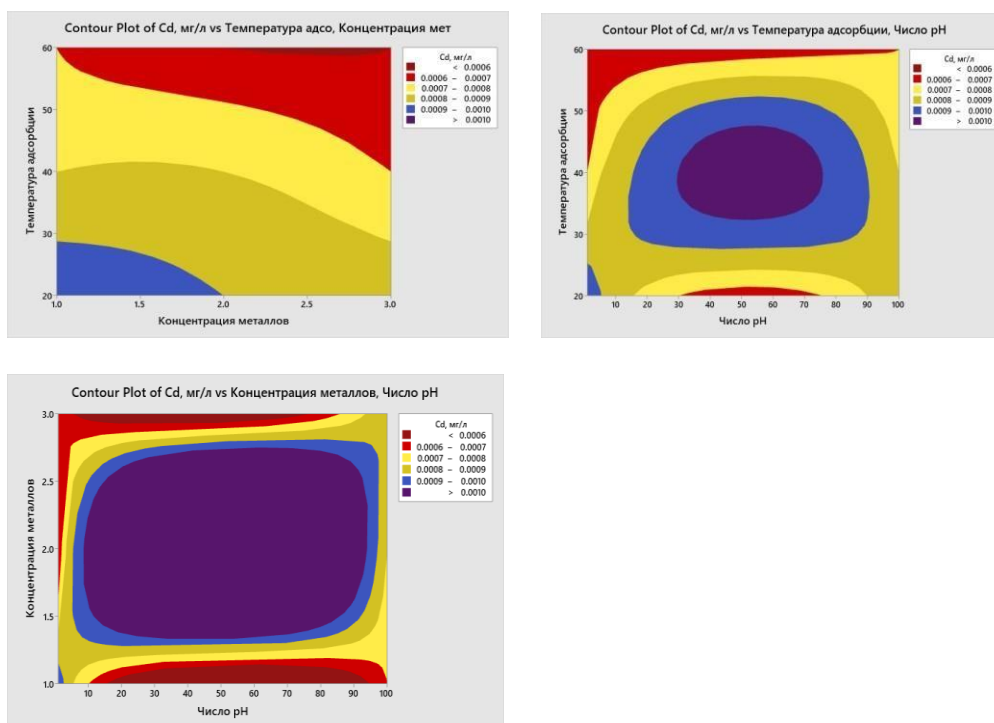 Contour Plot of Cd, мг/л vs Температура адсо, Концентрация мет
Cd, мг/л
< 0.0006
0.0006 – 0.0007
0.0007 – 0.0008
0.0008 – 0.0009
0.0009 – 0.0010
> 0.0010
Температура адсорбции
60
50
40
30
20
1.0 1.5 2.0 2.5 3.0
Концентрация металлов
Contour Plot of Cd, мг/л vs Температура адсорбции, Число pH
Cd, мг/л
< 0.0006
0.0006 – 0.0007
0.0007 – 0.0008
0.0008 – 0.0009
0.0009 – 0.0010
> 0.0010
Температура адсорбции
60
50
40
30
20
10 20 30 40 50 60 70 80 90 100
Число pH
Contour Plot of Cd, мг/л vs Концентрация металлов, Число pH
Cd, мг/л
< 0.0006
0.0006 – 0.0007
0.0007 – 0.0008
0.0008 – 0.0009
0.0009 – 0.0010
> 0.0010
Концентрация металлов
3.0
2.5
2.0
1.5
1.0
10 20 30 40 50 60 70 80 90 100
Число pH